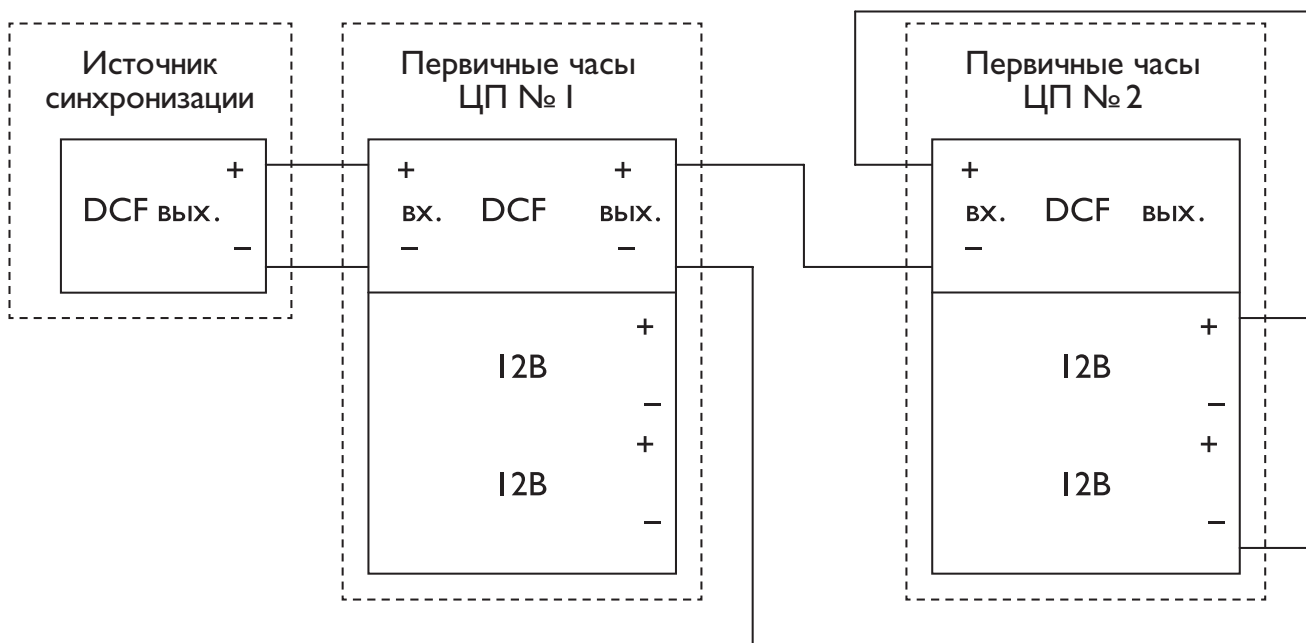 Источник
синхронизации
+
DCF вых.
–
Первичные часы
ЦП № 1
+ +
вх. DCF вых.
– –
+
12В
–
+
12В
–
Первичные часы
ЦП № 2
+
вх. DCF вых.
–
+
12В
–
+
12В
–